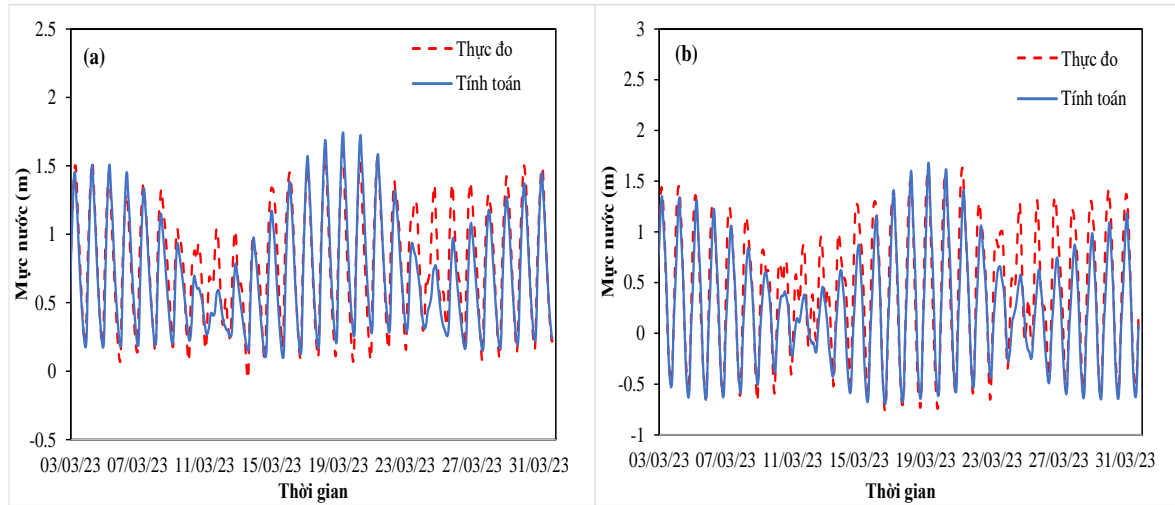 (a)
Thực đo
Tính toán
Mực nước (m)
2.5
2
1.5
1
0.5
0
-0.5
03/03/23 07/03/23 11/03/23 15/03/23 19/03/23 23/03/23 27/03/23 31/03/23
Thời gian
(b)
Thực đo
Tính toán
Mực nước (m)
3
2.5
2
1.5
1
0.5
0
-0.5
-1
03/03/23 07/03/23 11/03/23 15/03/23 19/03/23 23/03/23 27/03/23 31/03/23
Thời gian